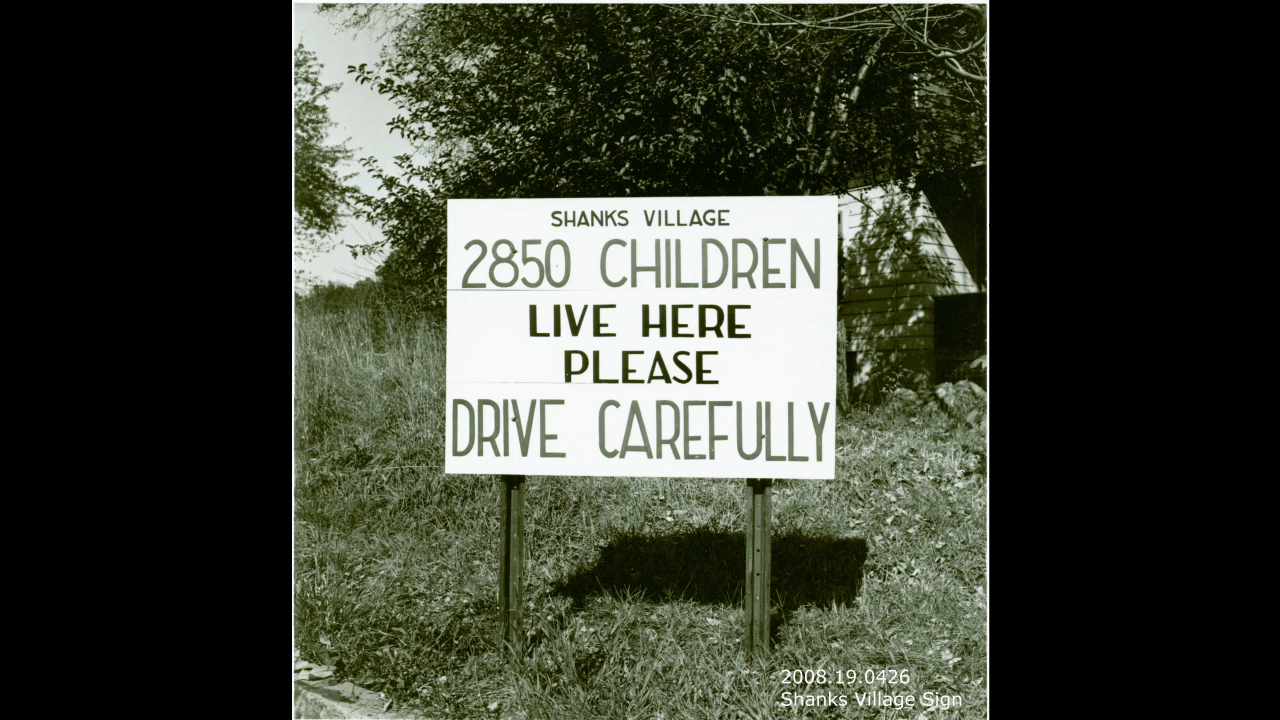 SHANKS VILLAGE
2850 CHILDREN
LIVE HERE
PLEASE
DRIVE CAREFULLY
2008.19.0426
Shanks Village Sign